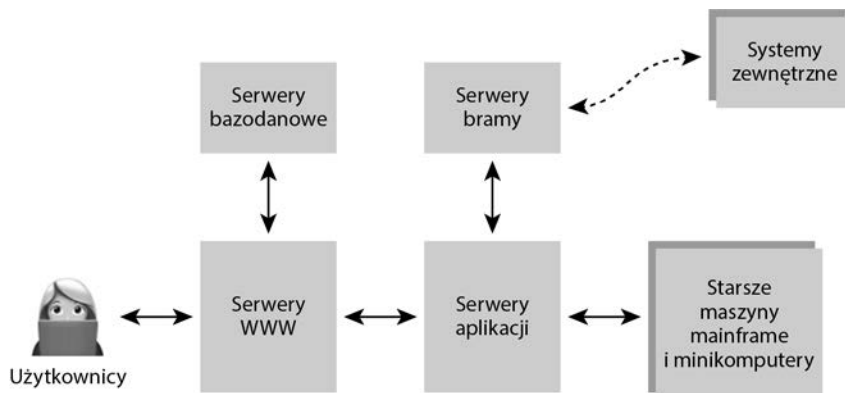 Systemy
zewnętrzne
Serwery
bazodanowe
Serwery
bramy
Użytkownicy
Serwery
WWW
Serwery
aplikacji
Starsze
maszyny
mainframe
i minikomputery